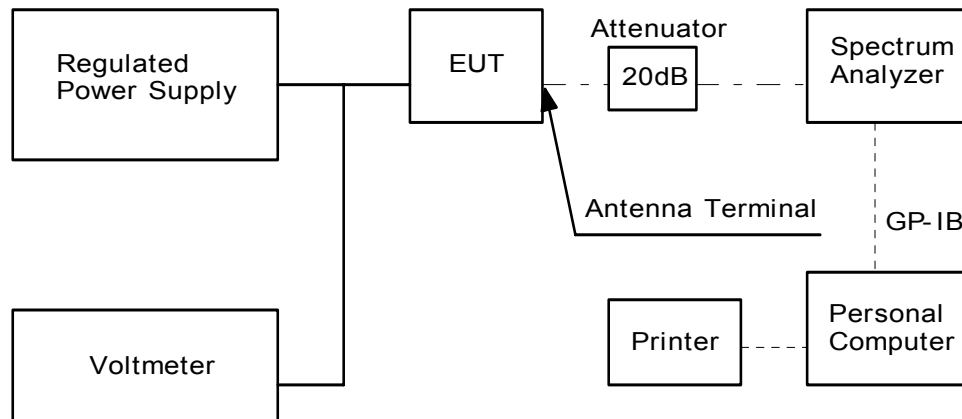 Regulated
Power Supply
EUT
Attenuator
20dB
Spectrum
Analyzer
Antenna Terminal
GP-IB
Voltmeter
Printer
Personal
Computer